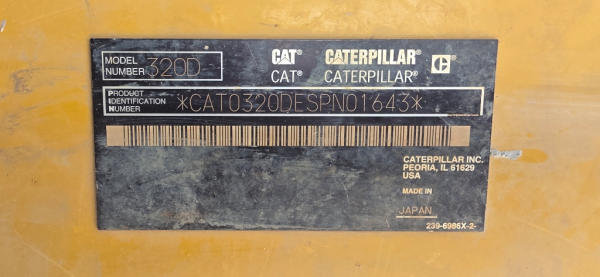 MODEL NUMBER 320D
CAT® CATERPILLAR® C
CAT® CATERPILLAR®
PRODUCT IDENTIFICATION NUMBER *CAT0320DESPN01643*
CATERPILLAR INC.
PEORIA, IL 61629
USA
MADE IN
JAPAN
239-6986X-2-